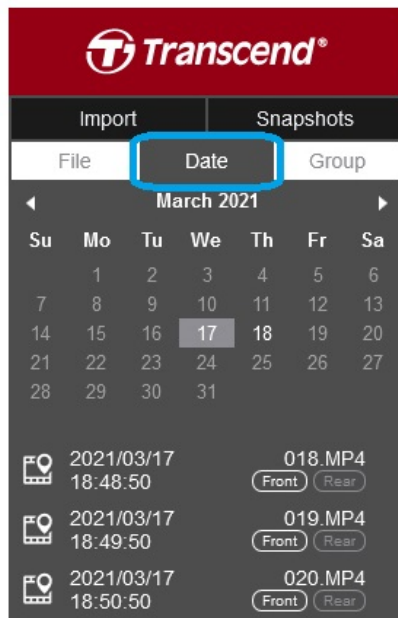 Transcend®
Import Snapshots
File Date Group
March 2021
Su Mo Tu We Th Fr Sa
1 2 3 4 5 6
7 8 9 10 11 12 13
14 15 16 17 18 19 20
21 22 23 24 25 26 27
28 29 30 31
2021/03/17 018.MP4
18:48:50 Front Rear
2021/03/17 019.MP4
18:49:50 Front Rear
2021/03/17 020.MP4
18:50:50 Front Rear